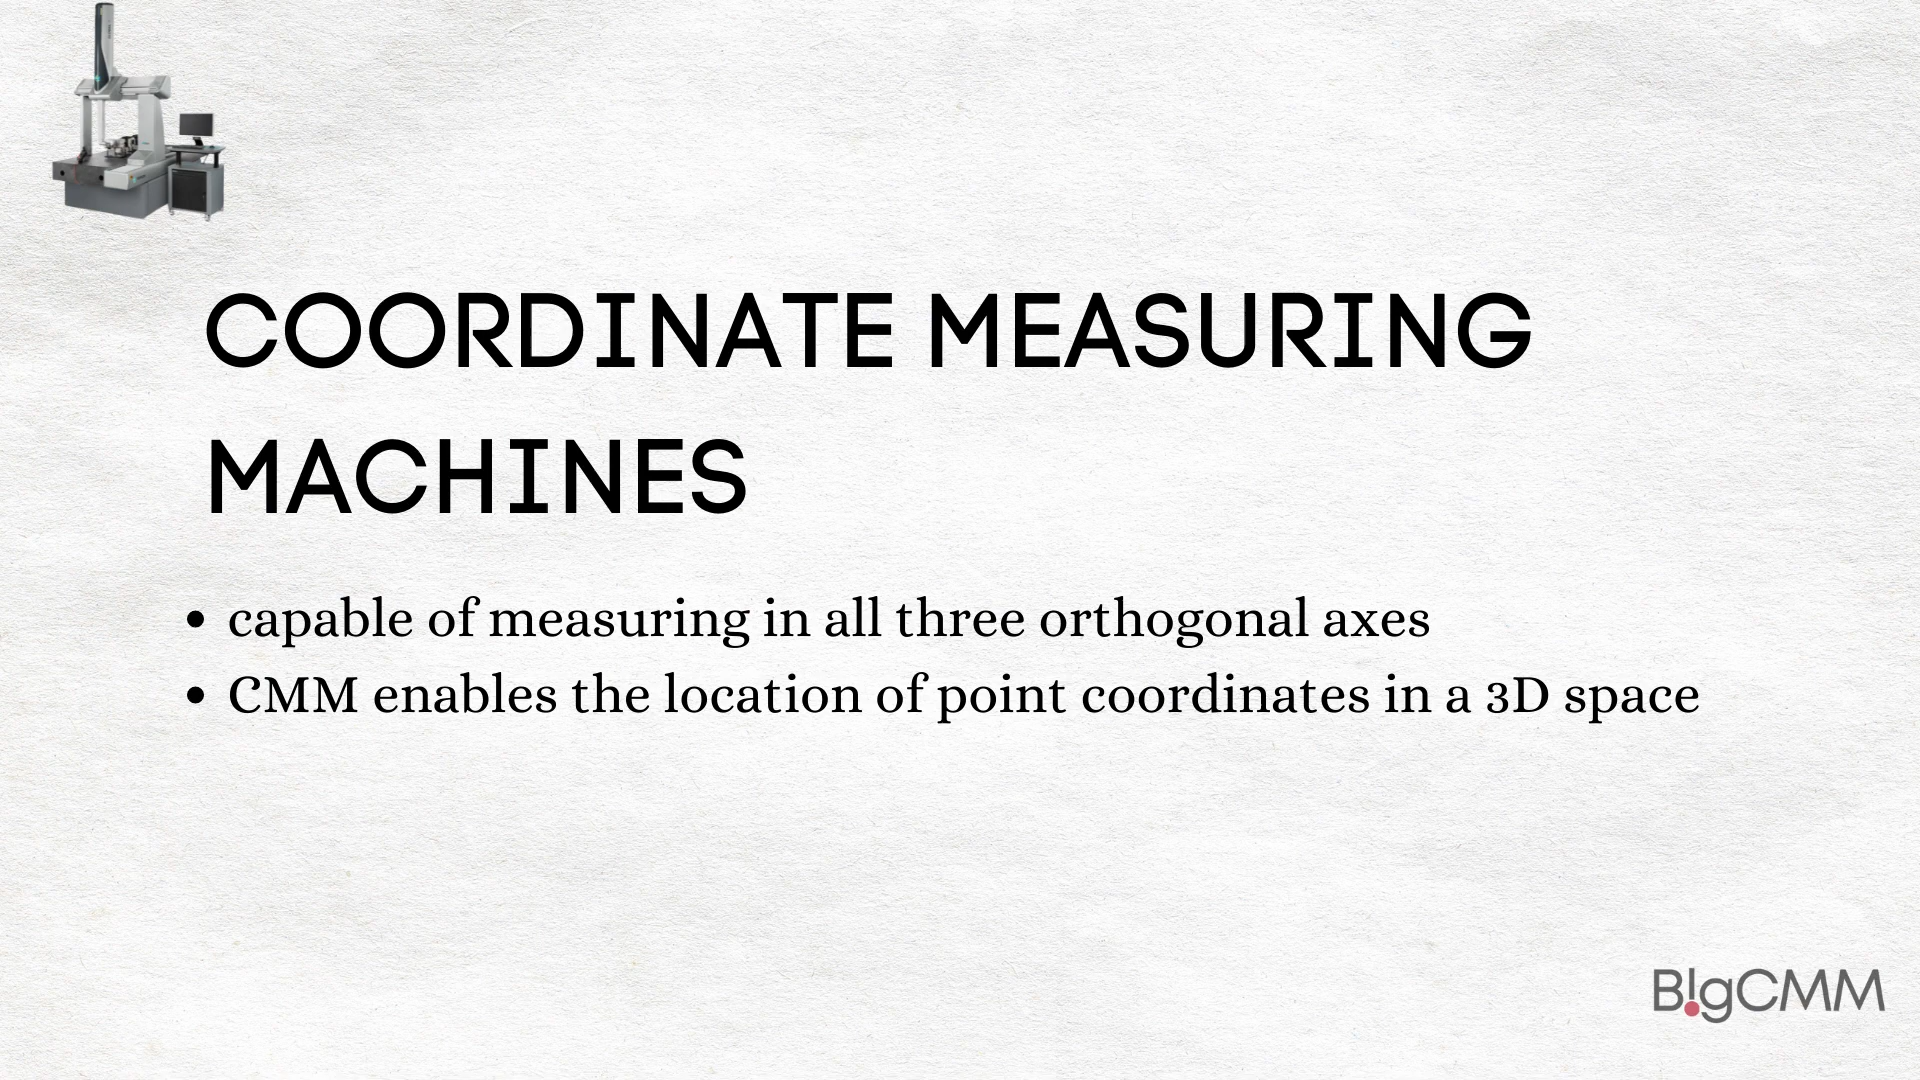 COORDINATE MEASURING
MACHINES
• capable of measuring in all three orthogonal axes
• CMM enables the location of point coordinates in a 3D space
B!gCMM